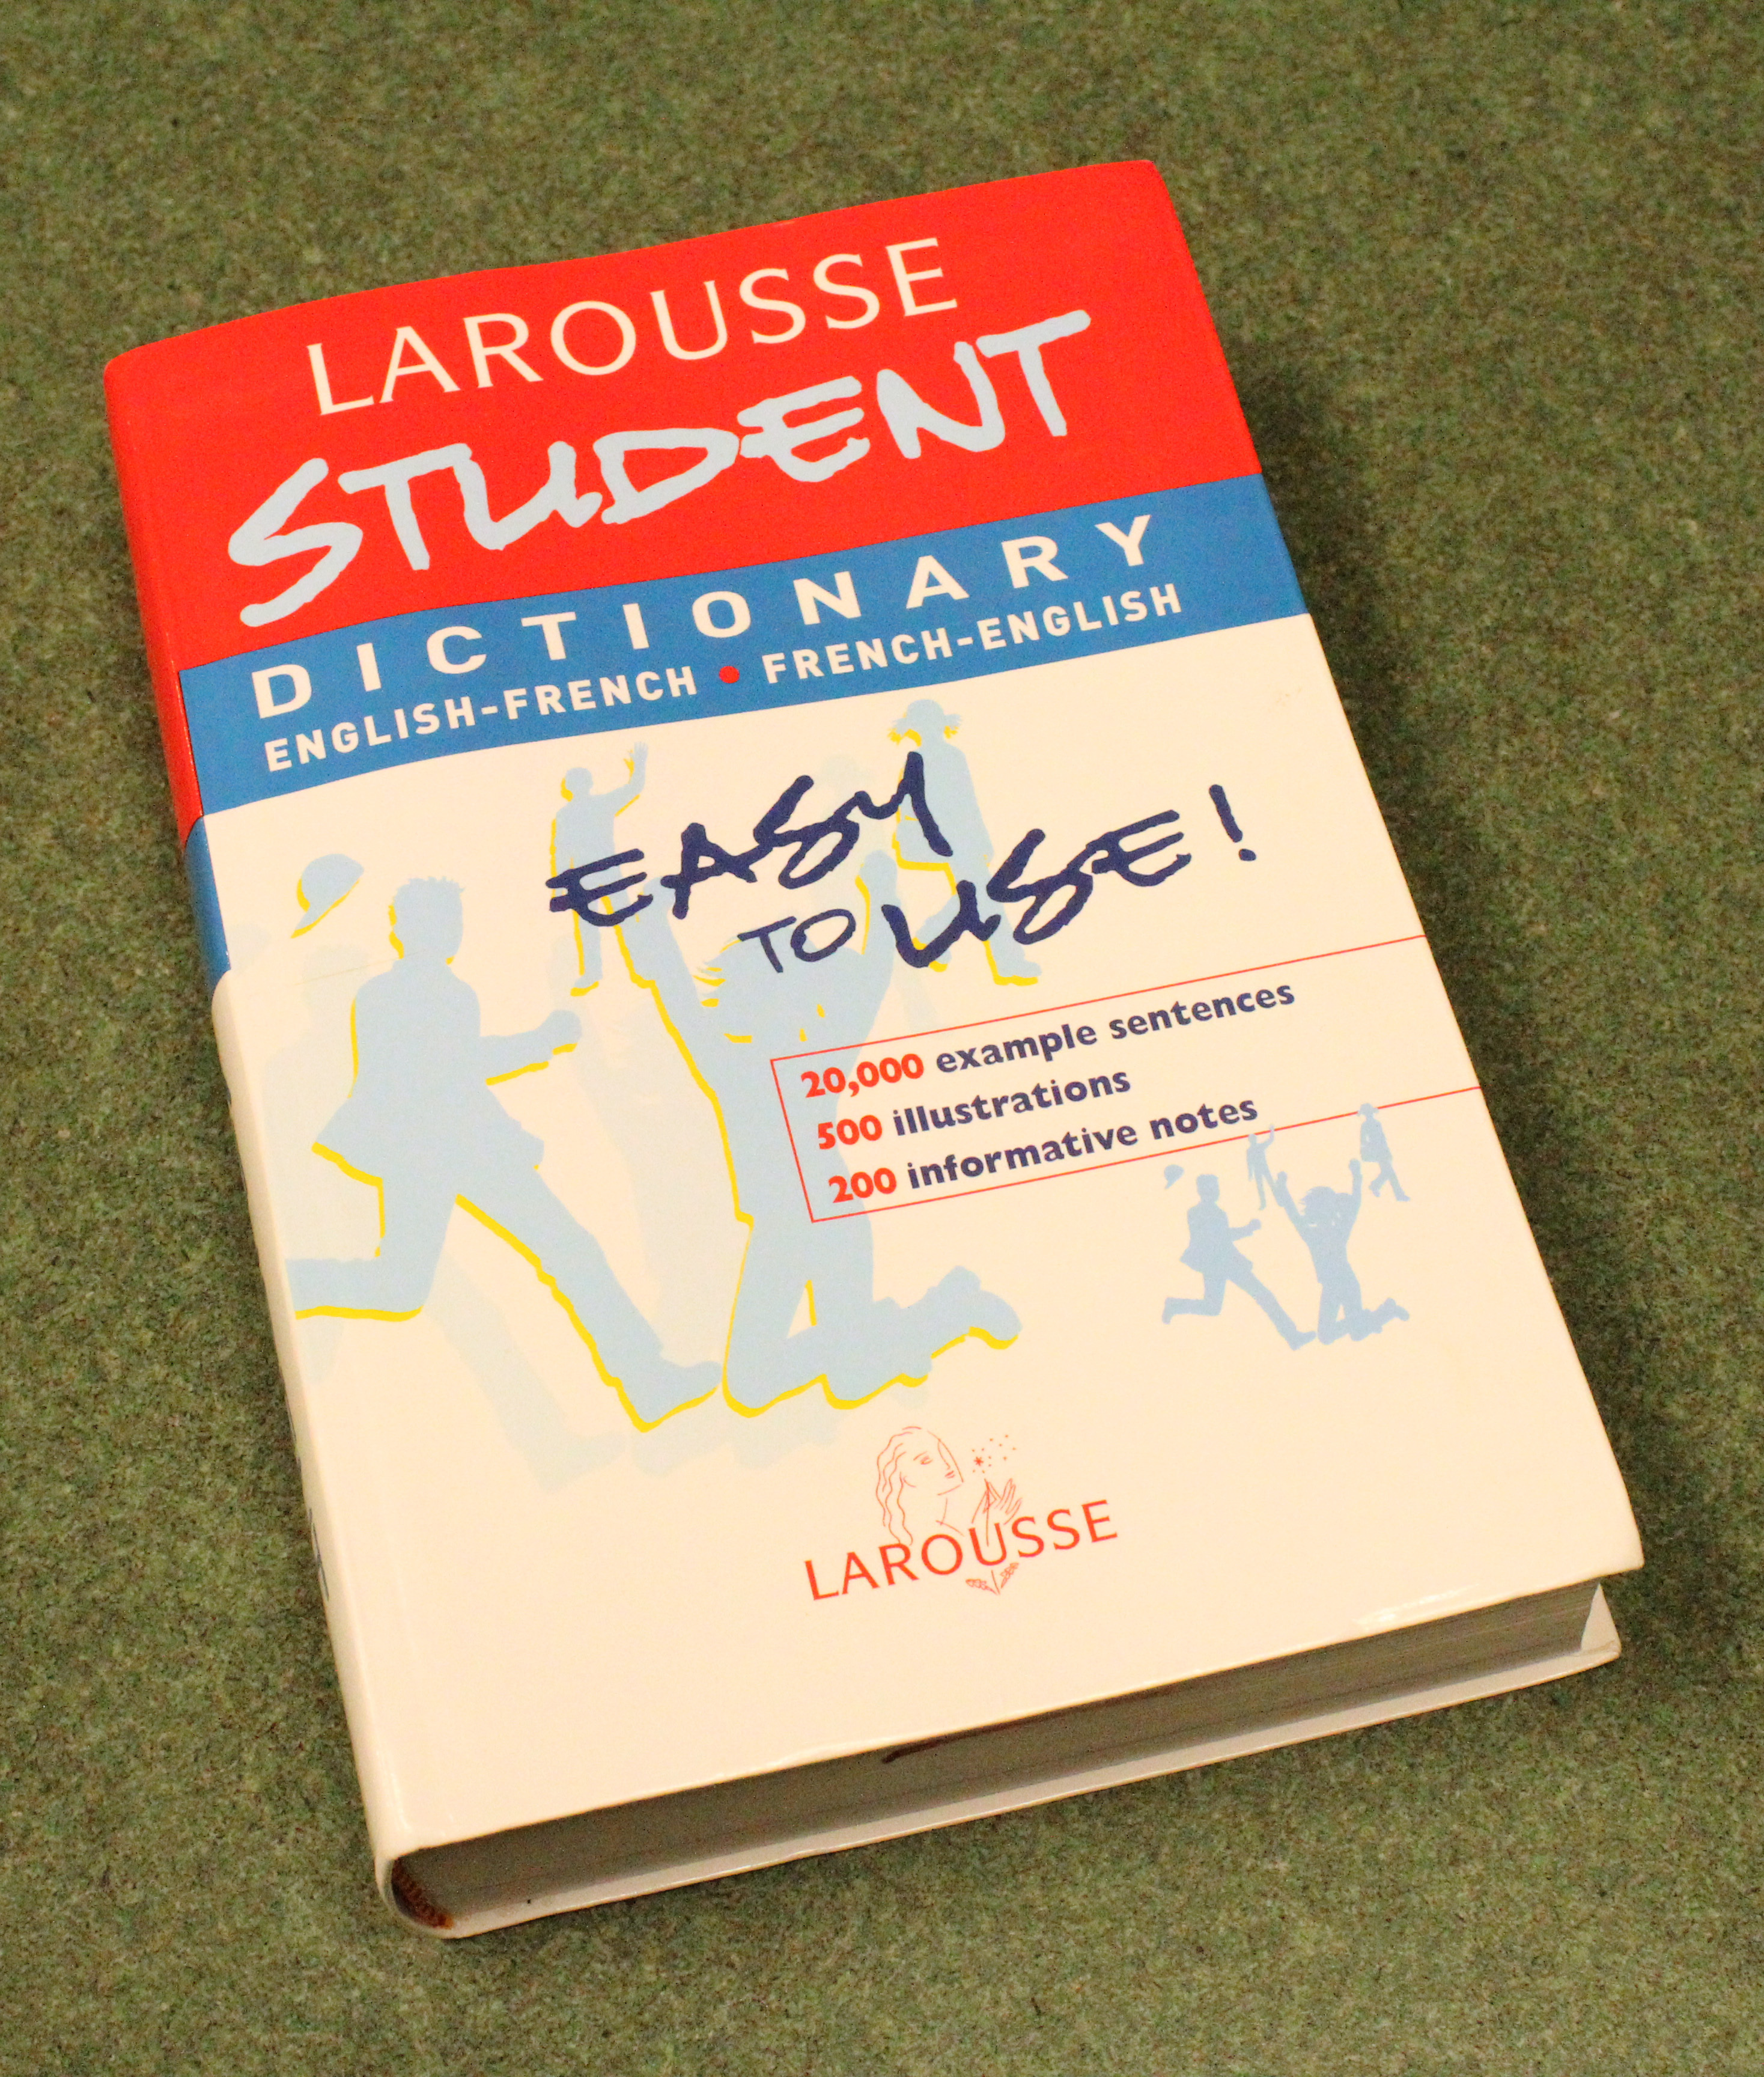 LAROUSSE
STUDENT
DICTIONARY
ENGLISH-FRENCH • FRENCH-ENGLISH
EASY
TO USE!
20,000 example sentences
500 illustrations
200 informative notes
LAROUSSE